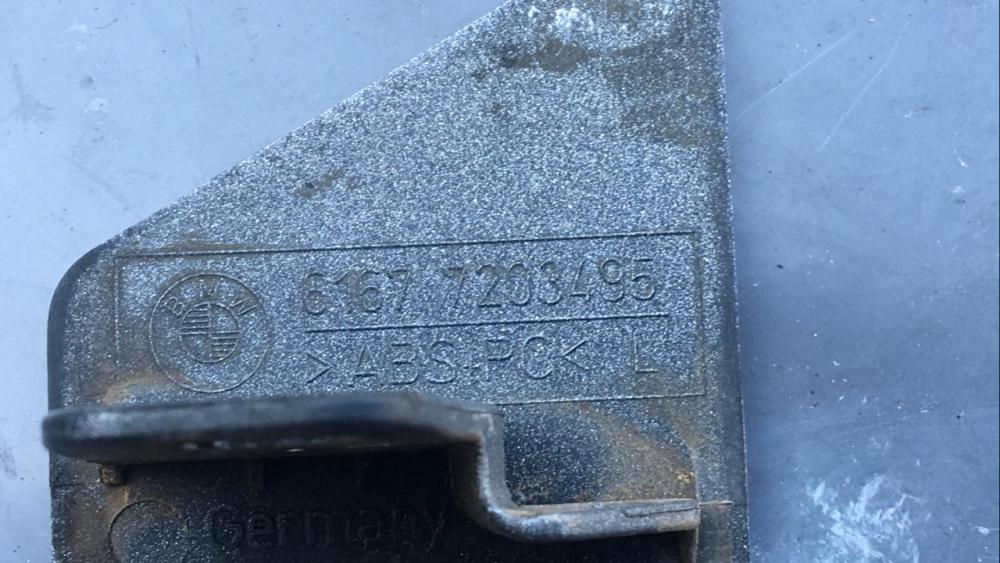 BMW
6167 7203495
>ABS+PC< L
Germany